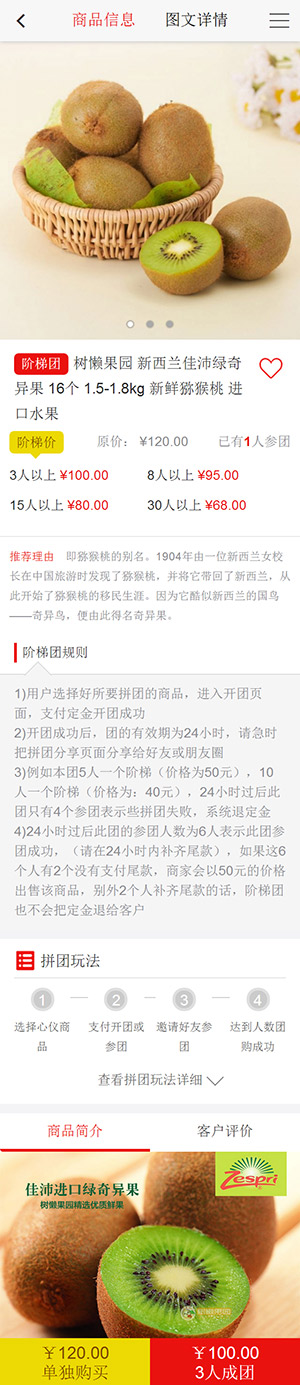 商品信息 图文详情
阶梯团 树懒果园 新西兰佳沛绿奇
异果 16个 1.5-1.8kg 新鲜猕猴桃 进
口水果
阶梯价 原价: ¥120.00 已有1人参团
3人以上 ¥100.00 8人以上 ¥95.00
15人以上 ¥80.00 30人以上 ¥68.00
推荐理由 即猕猴桃的别名。1904年由一位新西兰女校
长在中国旅游时发现了猕猴桃，并将它带回了新西兰，从
此开始了猕猴桃的移民生涯。因为它酷似新西兰的国鸟
——奇异鸟，便由此得名奇异果。
阶梯团规则
1)用户选择好所要拼团的商品，进入开团页
面，支付定金开团成功
2)开团成功后，团的有效期为24小时，请急时
把拼团分享页面分享给好友或朋友圈
3)例如本团5人一个阶梯（价格为50元），10
人一个阶梯（价格为：40元），24小时过后此
团只有4个参团表示些拼团失败，系统退定金
4)24小时过后此团的参团人数为6人表示此团参
团成功，（请在24小时内补齐尾款），如果这6
个人有2个没有支付尾款，商家会以50元的价格
出售该商品，别外2个人补齐尾款的话，阶梯团
也不会把定金退给客户
拼团玩法
1 2 3 4
选择心仪商 支付开团或 邀请好友参 达到人数团
品 参团 团 购成功
查看拼团玩法详细
商品简介 客户评价
佳沛进口绿奇异果
树懒果园精选优质鲜果
Zespri
￥120.00 ￥100.00
单独购买 3人成团